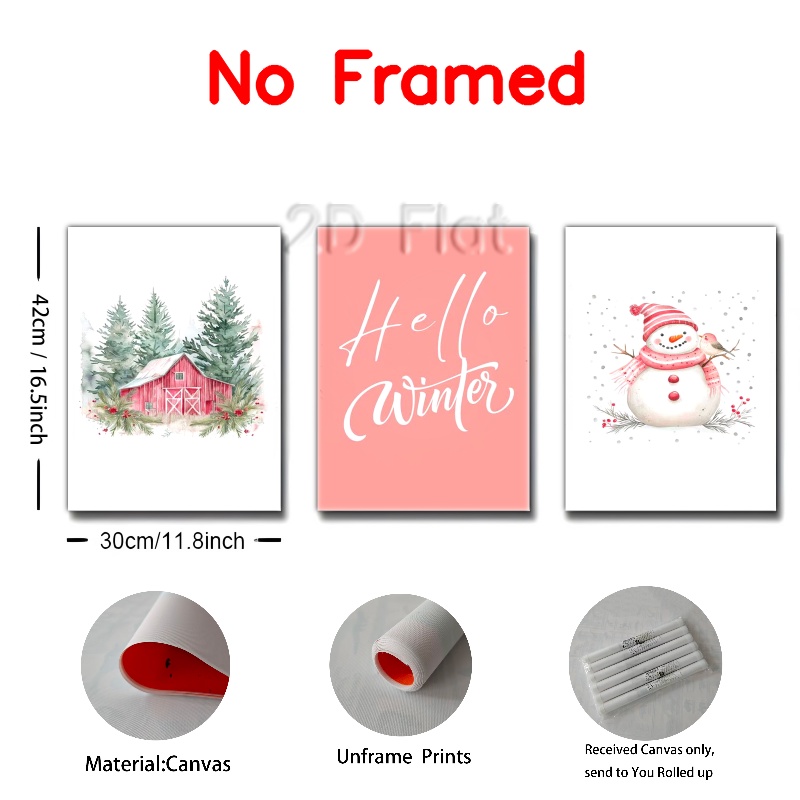 No Framed
2D Flat
Hello
Winter
42cm / 16.5inch
30cm/11.8inch
Material:Canvas
Unframe Prints
Received Canvas only,
send to You Rolled up